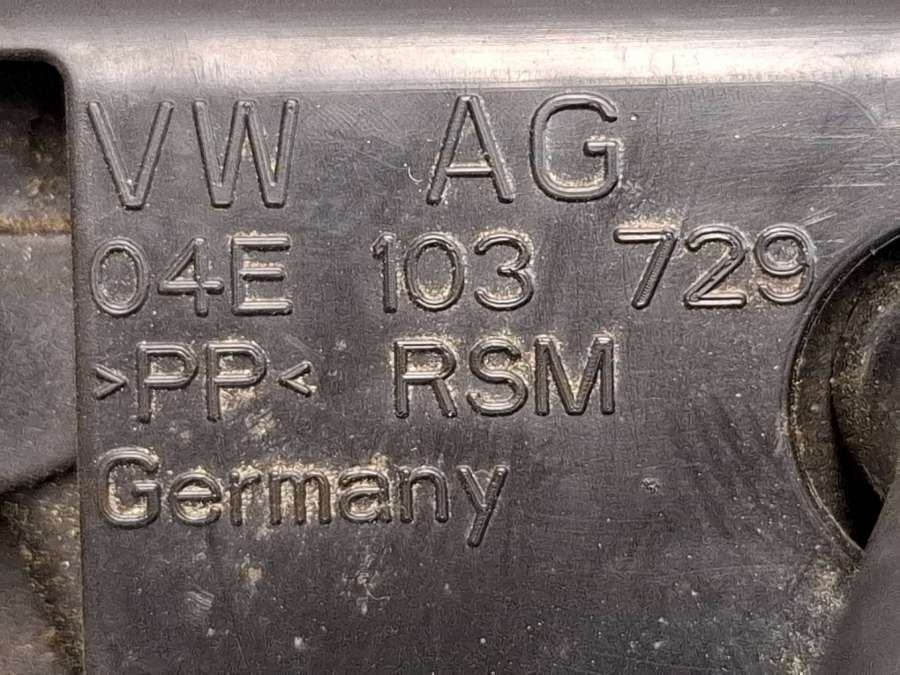 VW AG
04E 103 729
>PP< RSM
Germany